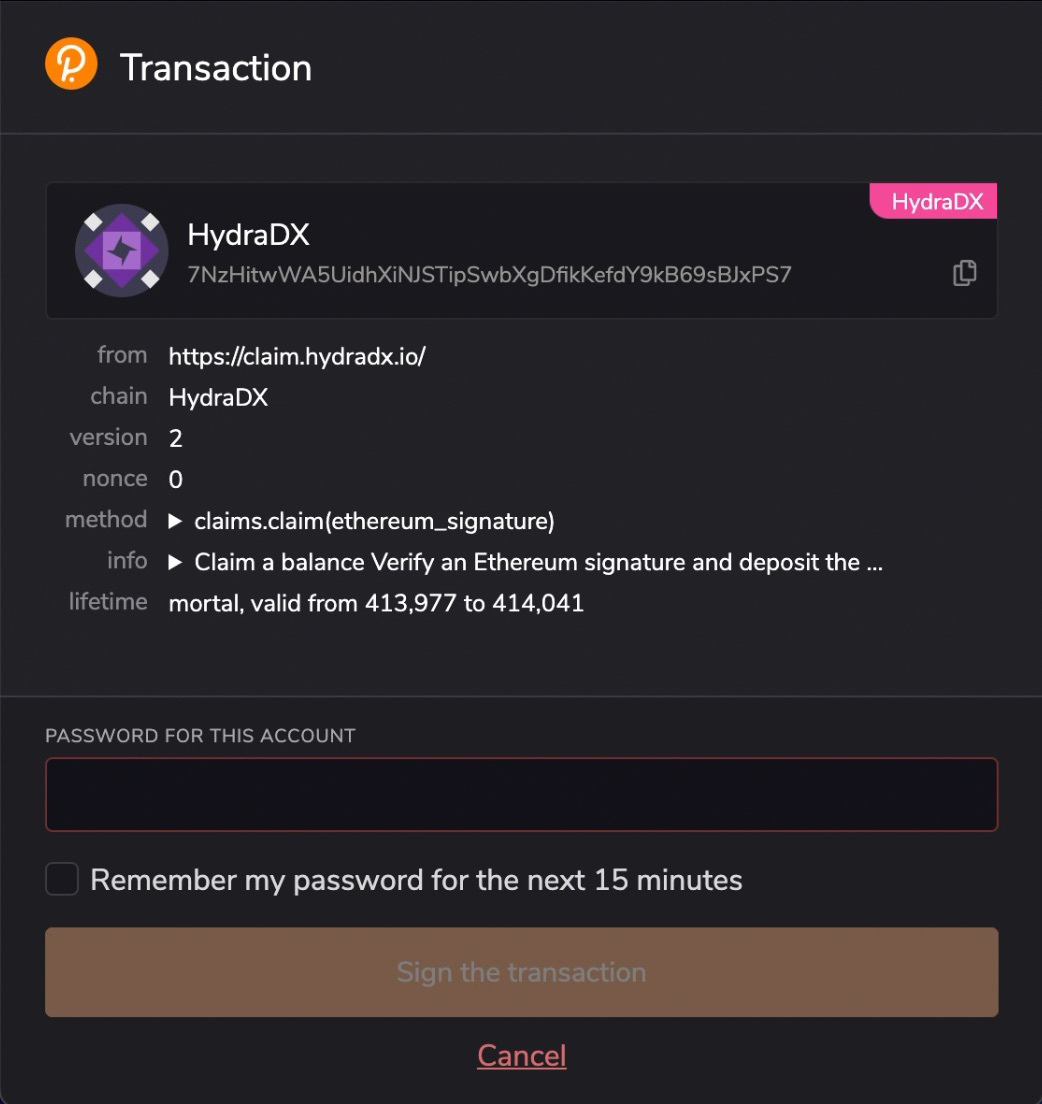 Transaction
HydraDX
HydraDX
7NzHitwWA5UidhXiNJSTipSwbXgDfikKefdY9kB69sBJxPS7
from https://claim.hydradx.io/
chain HydraDX
version 2
nonce 0
method ▶ claims.claim(ethereum_signature)
info ▶ Claim a balance Verify an Ethereum signature and deposit the ...
lifetime mortal, valid from 413,977 to 414,041
PASSWORD FOR THIS ACCOUNT
Remember my password for the next 15 minutes
Sign the transaction
Cancel